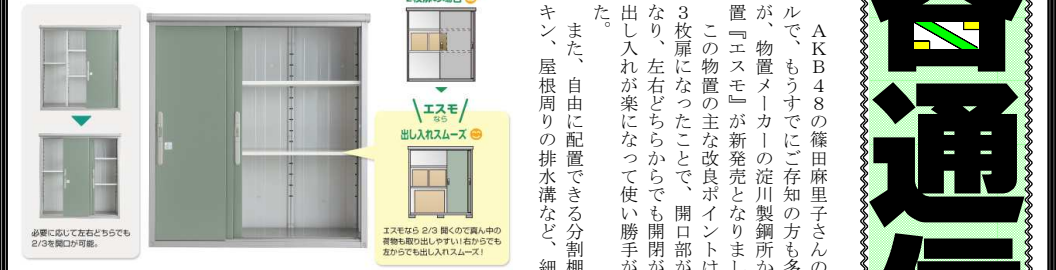 通
ＡＫＢ４８の篠田麻里子さんの
ルで、もうすでにご存知の方も多
が、物置メーカーの淀川製鋼所か
置『エスモ』が新発売となりまし
この物置の主な改良ポイントは
３枚扉になったことで、開口部が
なり、左右どちらからでも開閉が
出し入れが楽になって使い勝手が
た。
また、自由に配置できる分割棚
キン、屋根周りの排水溝など、細
エスモ
なら
出し入れスムーズ
エスモなら 2/3 開くので真ん中の
荷物も取り出しやすい!右からでも
左からでも出し入れスムーズ!
必要に応じて左右どちらでも
2/3を開口が可能。